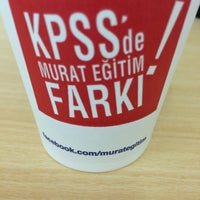 KPSS'de
MURAT EĞİTİM
FARKI !
facebook.com/murategitim